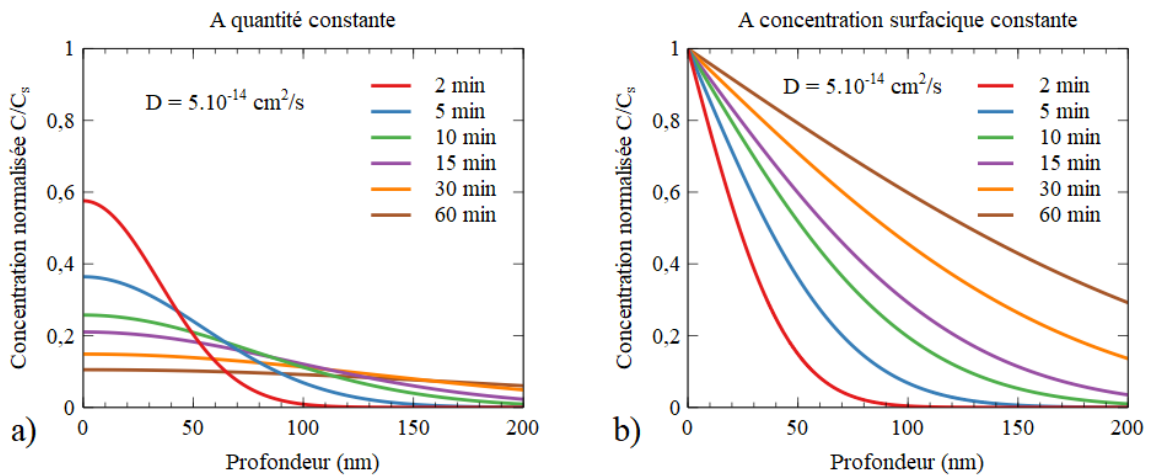 A quantité constante
Concentration normalisée C/Cₛ
1
0,8
0,6
0,4
0,2
0
D = 5.10⁻¹⁴ cm²/s
2 min
5 min
10 min
15 min
30 min
60 min
0
50
100
150
200
Profondeur (nm)
a)
A concentration surfacique constante
Concentration normalisée C/Cₛ
1
0,8
0,6
0,4
0,2
0
D = 5.10⁻¹⁴ cm²/s
2 min
5 min
10 min
15 min
30 min
60 min
0
50
100
150
200
Profondeur (nm)
b)